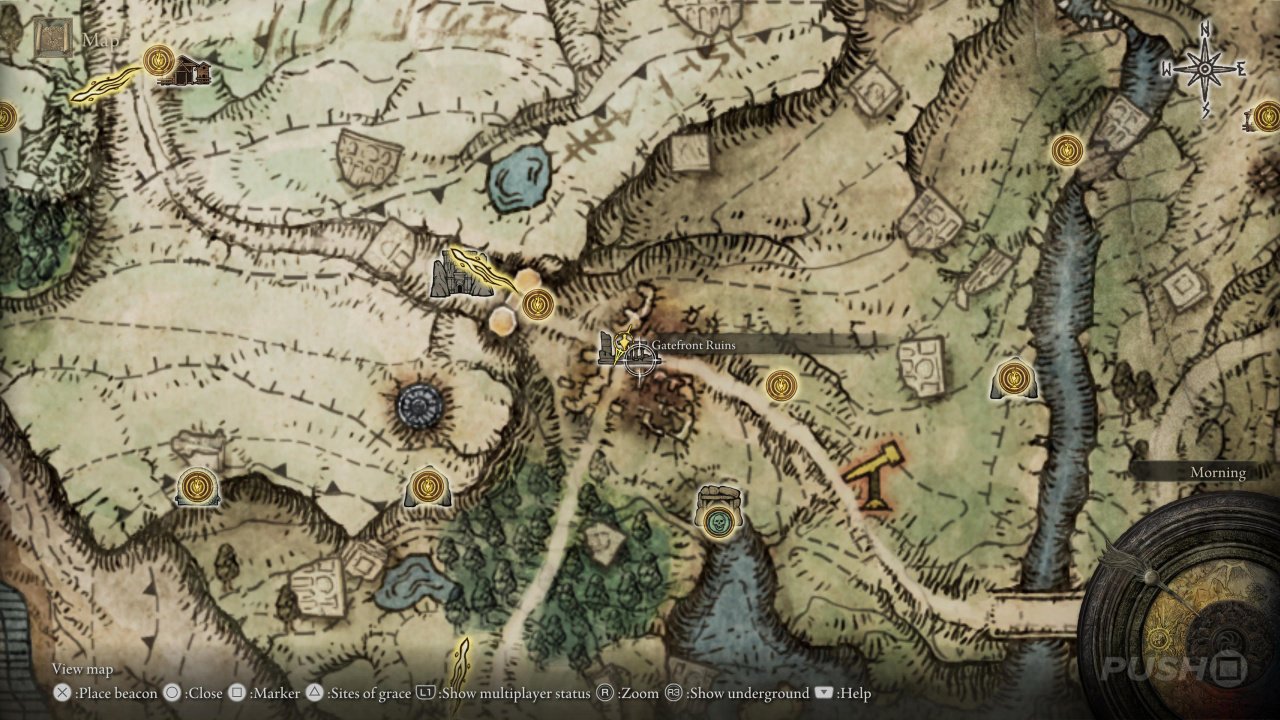 Map
N
W E
S
Gatefront Ruins
Morning
View map
:Place beacon :Close :Marker :Sites of grace L1 :Show multiplayer status R :Zoom R3 :Show underground :Help
PUSH